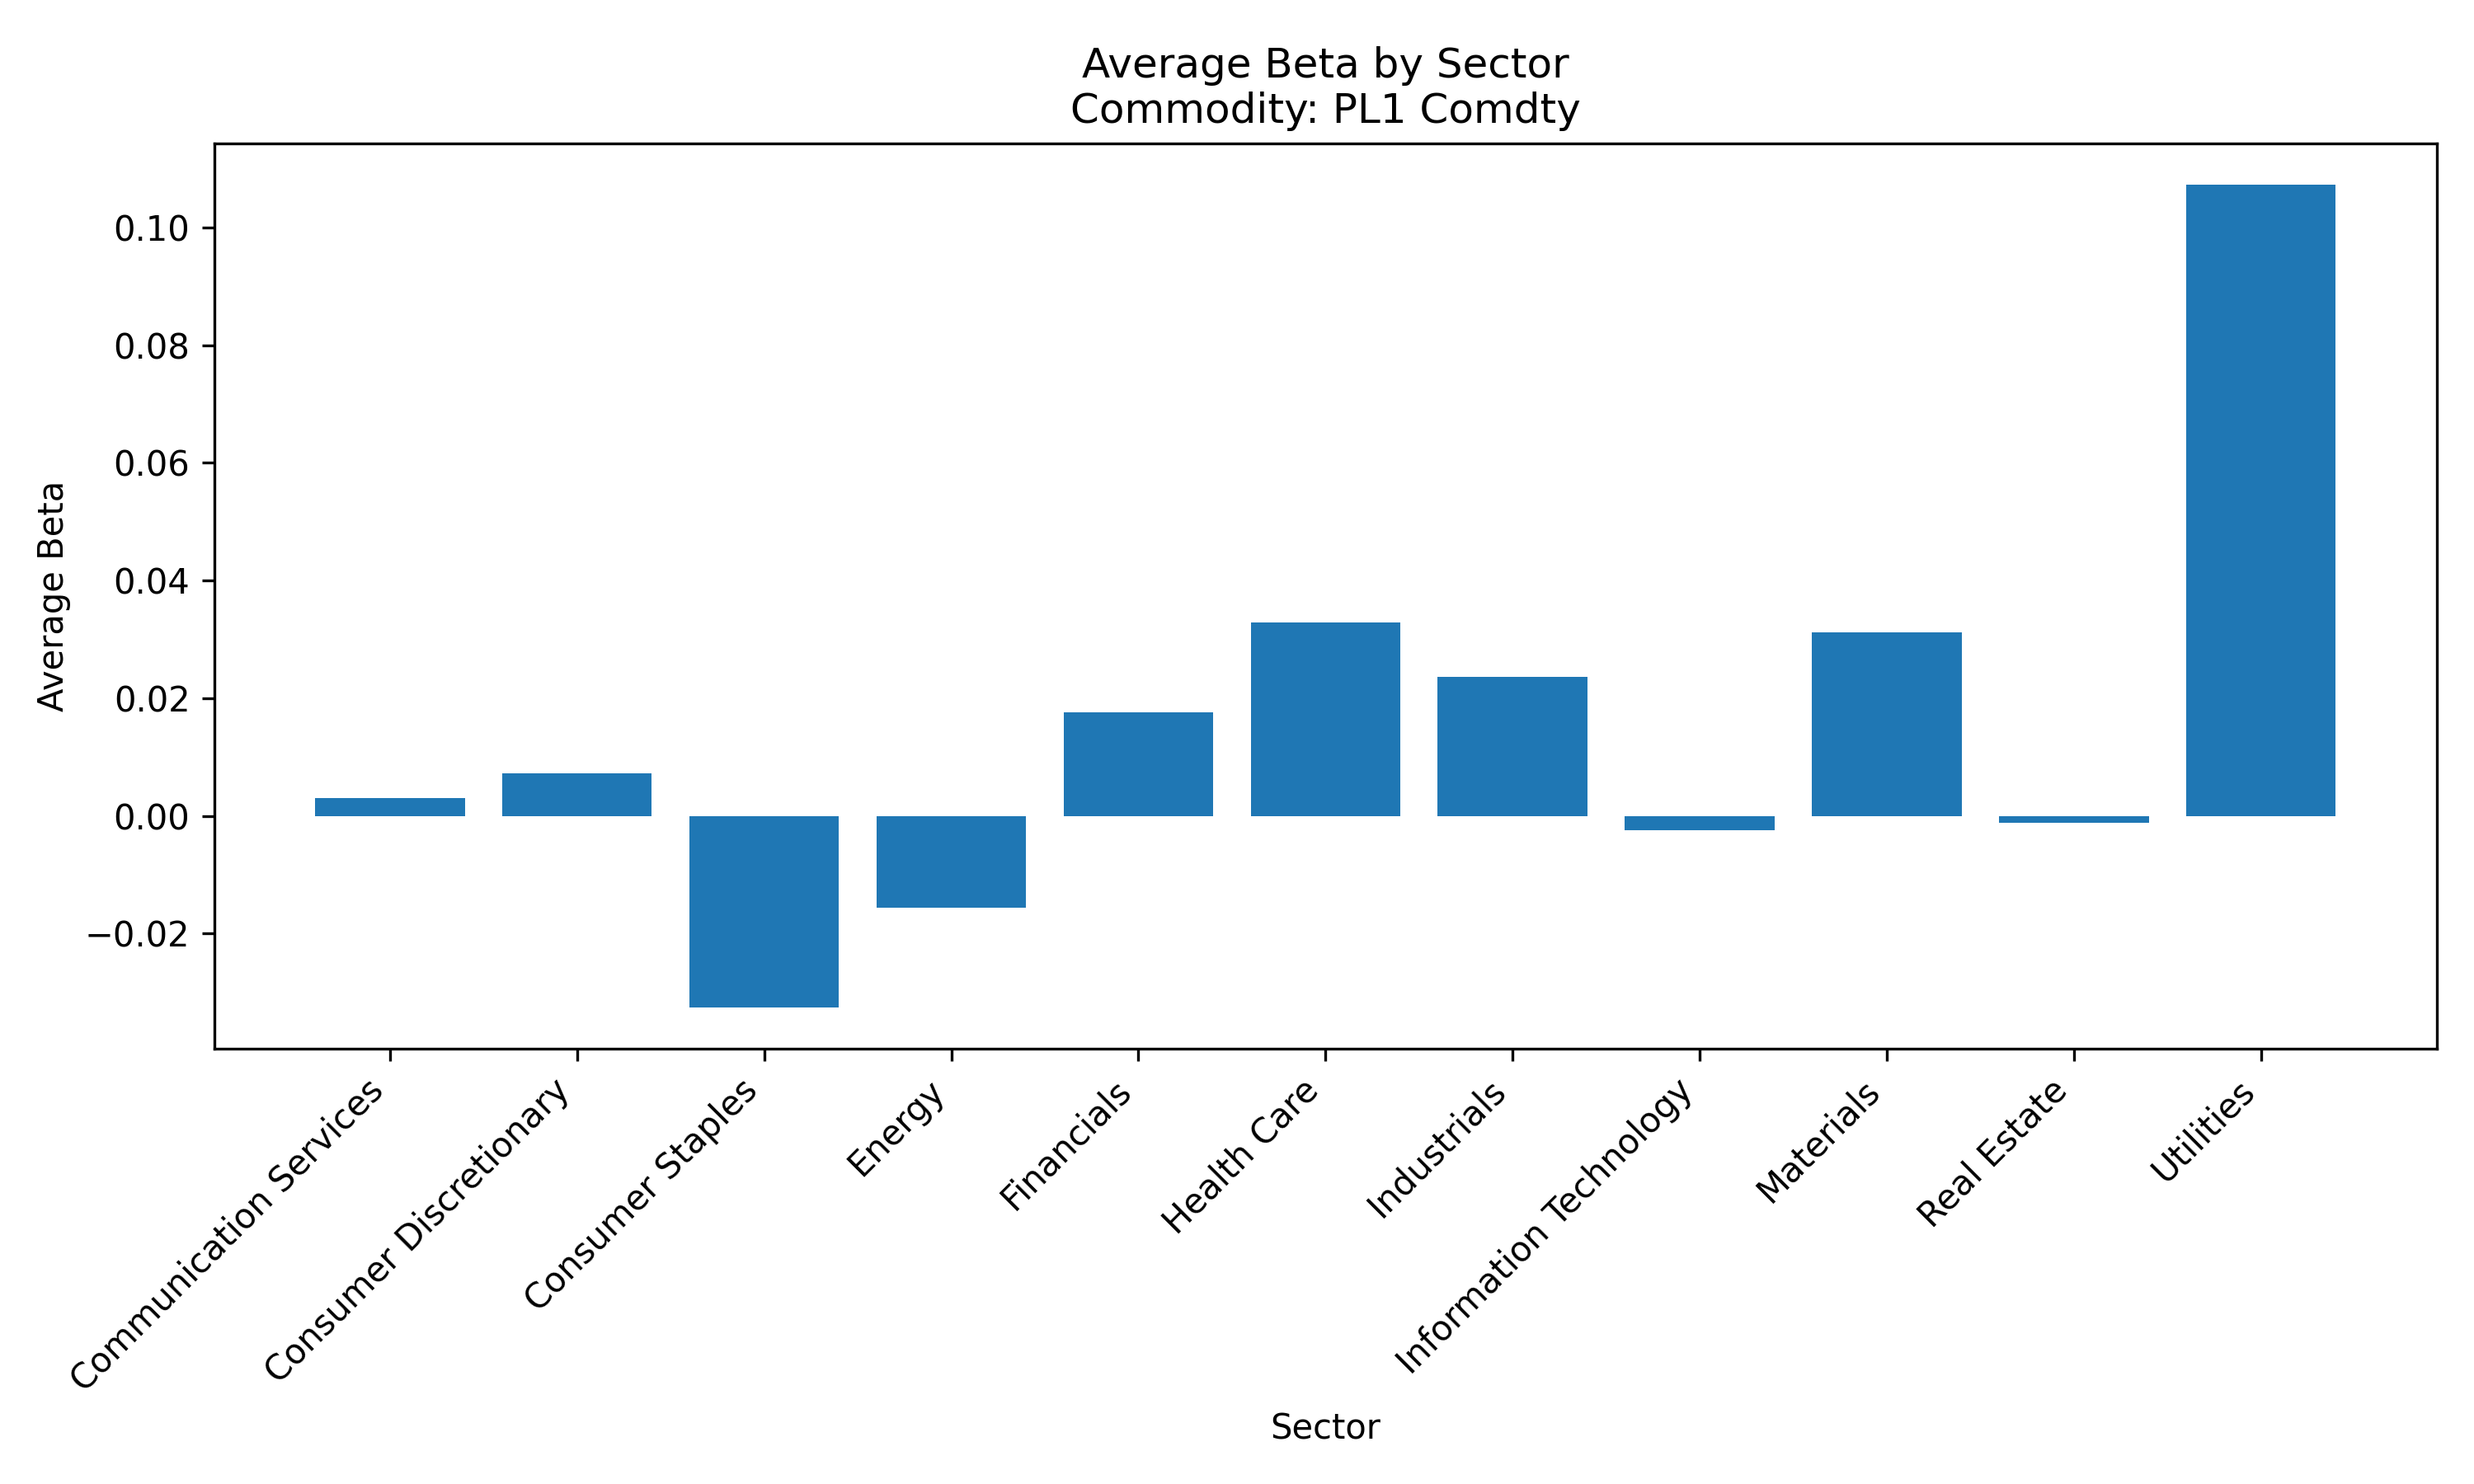 Average Beta by Sector
Commodity: PL1 Comdty
Average Beta
0.10
0.08
0.06
0.04
0.02
0.00
−0.02
Communication Services
Consumer Discretionary
Consumer Staples
Energy
Financials
Health Care
Industrials
Information Technology
Materials
Real Estate
Utilities
Sector